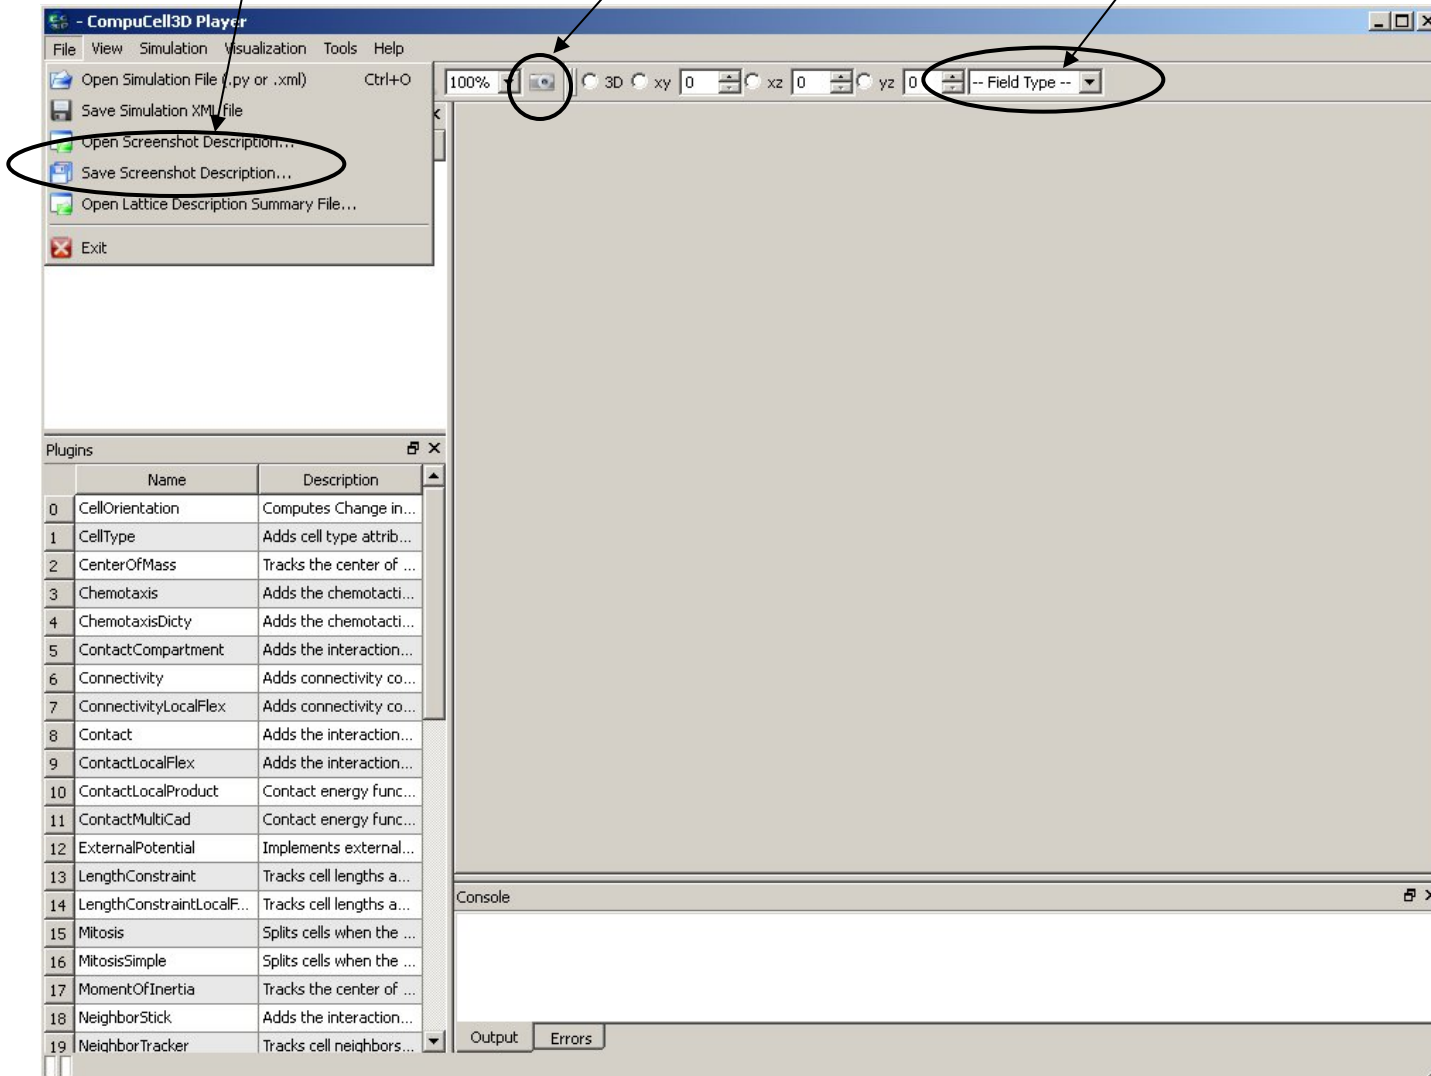 - CompuCell3D Player
File View Simulation Visualization Tools Help
Open Simulation File (.py or .xml) Ctrl+O
100% 3D xy 0 xz 0 yz 0 -- Field Type --
Save Simulation XML file
Open Screenshot Description...
Save Screenshot Description...
Open Lattice Description Summary File...
Exit
Plugins
Name Description
0 CellOrientation Computes Change in...
1 CellType Adds cell type attrib...
2 CenterOfMass Tracks the center of ...
3 Chemotaxis Adds the chemotacti...
4 ChemotaxisDicty Adds the chemotacti...
5 ContactCompartment Adds the interaction...
6 Connectivity Adds connectivity co...
7 ConnectivityLocalFlex Adds connectivity co...
8 Contact Adds the interaction...
9 ContactLocalFlex Adds the interaction...
10 ContactLocalProduct Contact energy func...
11 ContactMultiCad Contact energy func...
12 ExternalPotential Implements external...
13 LengthConstraint Tracks cell lengths a...
14 LengthConstraintLocalF... Tracks cell lengths a...
15 Mitosis Splits cells when the ...
16 MitosisSimple Splits cells when the ...
17 MomentOfInertia Tracks the center of ...
18 NeighborStick Adds the interaction...
19 NeighborTracker Tracks cell neighbors...
Console
Output Errors